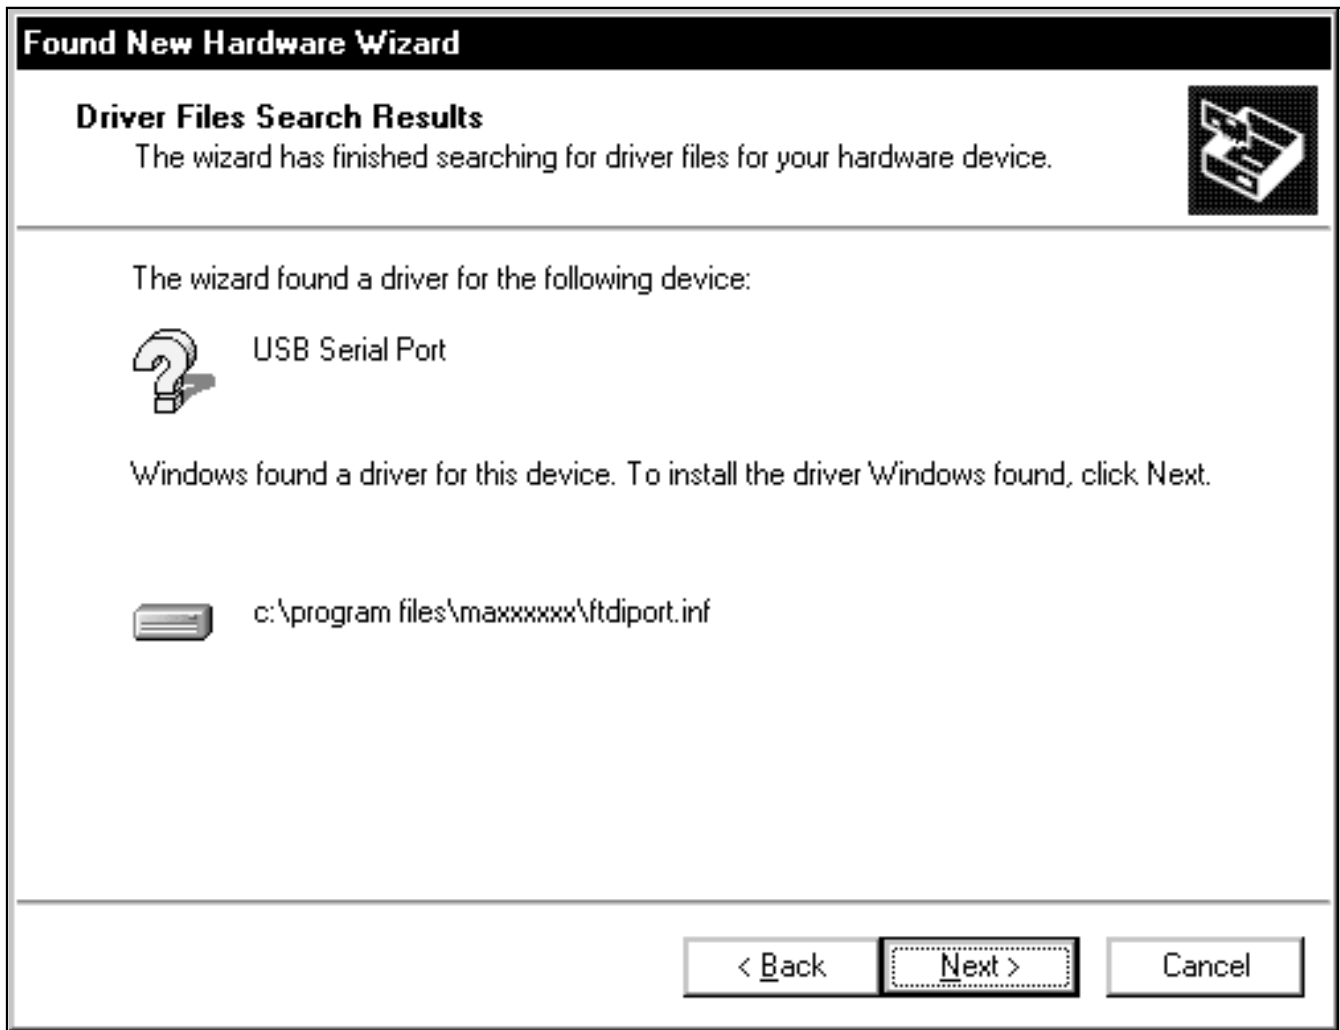 Found New Hardware Wizard
Driver Files Search Results
The wizard has finished searching for driver files for your hardware device.
The wizard found a driver for the following device:
USB Serial Port
Windows found a driver for this device. To install the driver Windows found, click Next.
c:\program files\maxxxxxx\ftdiport.inf
< Back
Next >
Cancel